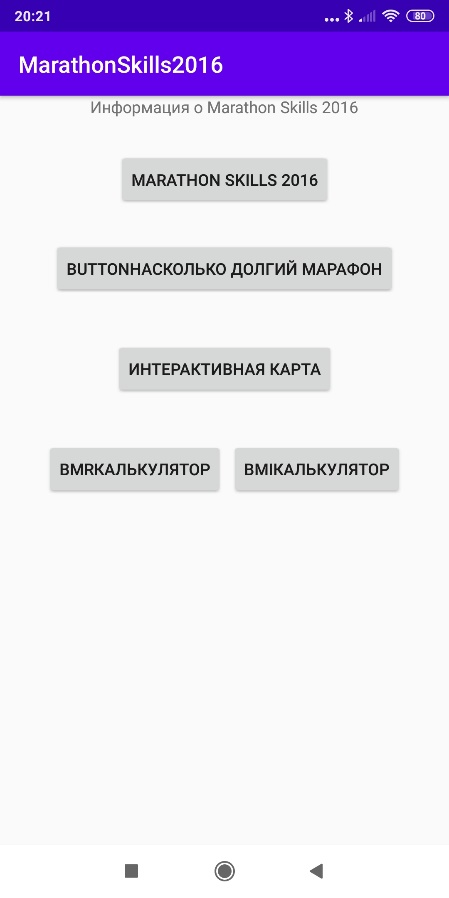 20:21
80
MarathonSkills2016
Информация о Marathon Skills 2016
MARATHON SKILLS 2016
BUTTONНАСКОЛЬКО ДОЛГИЙ МАРАФОН
ИНТЕРАКТИВНАЯ КАРТА
BMRКАЛЬКУЛЯТОР
BMIКАЛЬКУЛЯТОР